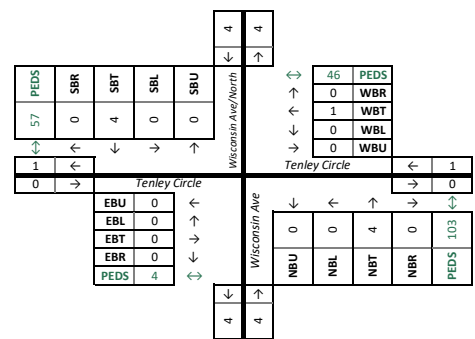 4 4
↓ ↑
PEDS SBR SBT SBL SBU
57 0 4 0 0
↕ ← ↓ → ↑
Wisconsin Ave/North
↔ 46 PEDS
↑ 0 WBR
← 1 WBT
↓ 0 WBL
→ 0 WBU
1 ←
0 →
Tenley Circle
Tenley Circle
← 1
→ 0
EBU 0 ←
EBL 0 ↑
EBT 0 →
EBR 0 ↓
PEDS 4 ↔
Wisconsin Ave
↓ ← ↑ → ↕
0 0 4 0 103
NBU NBL NBT NBR PEDS
↓ ↑
4 4